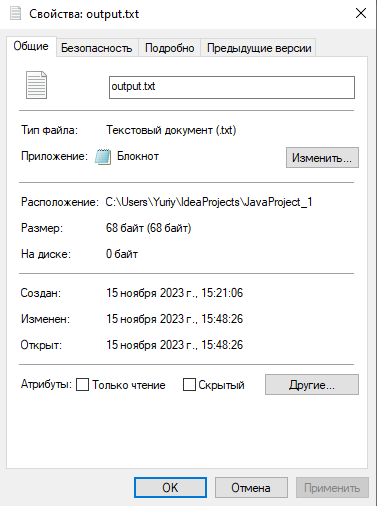 Свойства: output.txt
Общие Безопасность Подробно Предыдущие версии
output.txt
Тип файла: Текстовый документ (.txt)
Приложение: Блокнот Изменить...
Расположение: C:\Users\Yuriy\IdeaProjects\JavaProject_1
Размер: 68 байт (68 байт)
На диске: 0 байт
Создан: 15 ноября 2023 г., 15:21:06
Изменен: 15 ноября 2023 г., 15:48:26
Открыт: 15 ноября 2023 г., 15:48:26
Атрибуты: Только чтение Скрытый Другие...
OK Отмена Применить